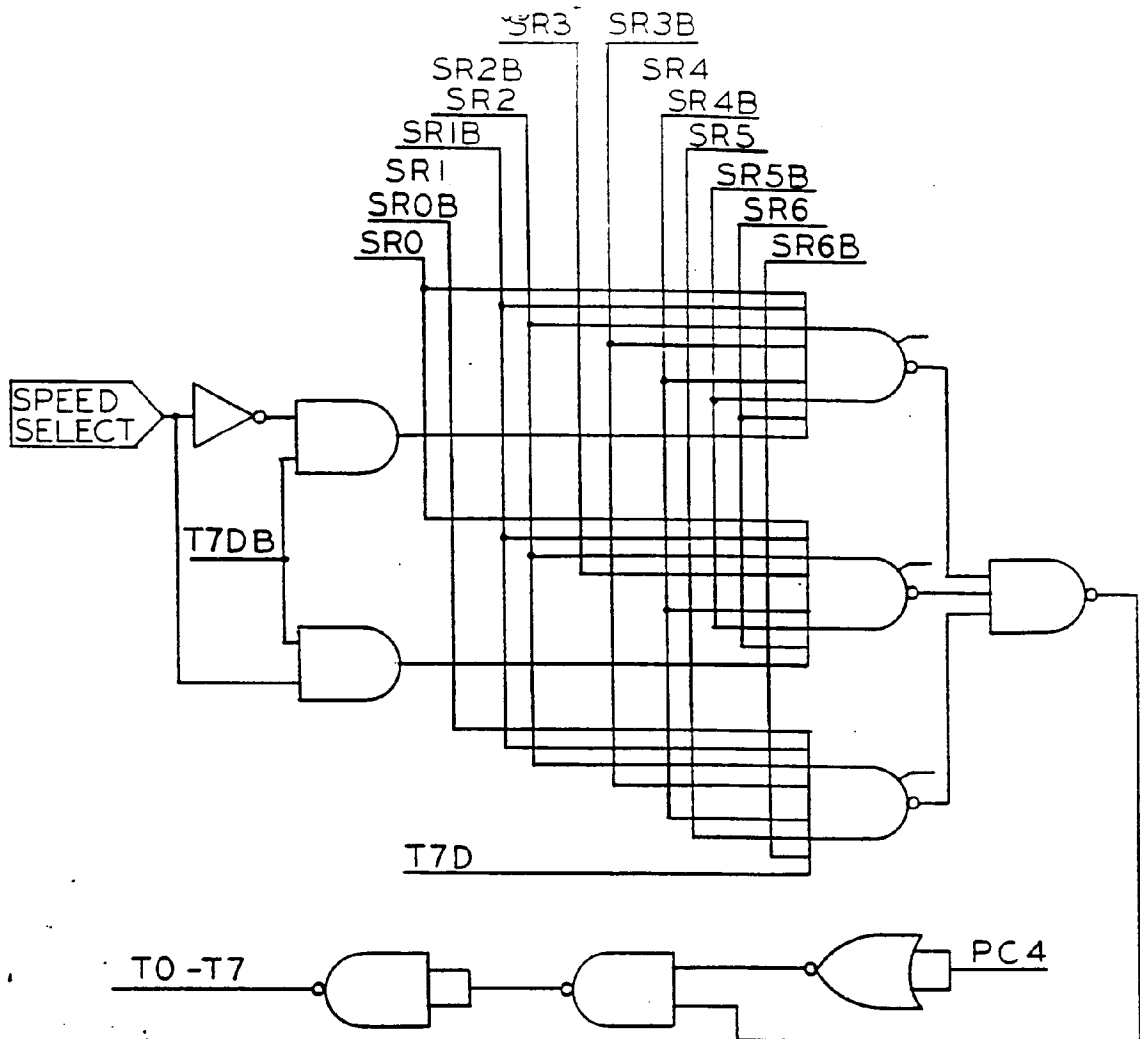 SR3 SR3B
SR2B SR4
SR2 SR4B
SR1B SR5
SR1 SR5B
SR0B SR6
SR0 SR6B
SPEED
SELECT
T7DB
T7D
T0-T7
PC4